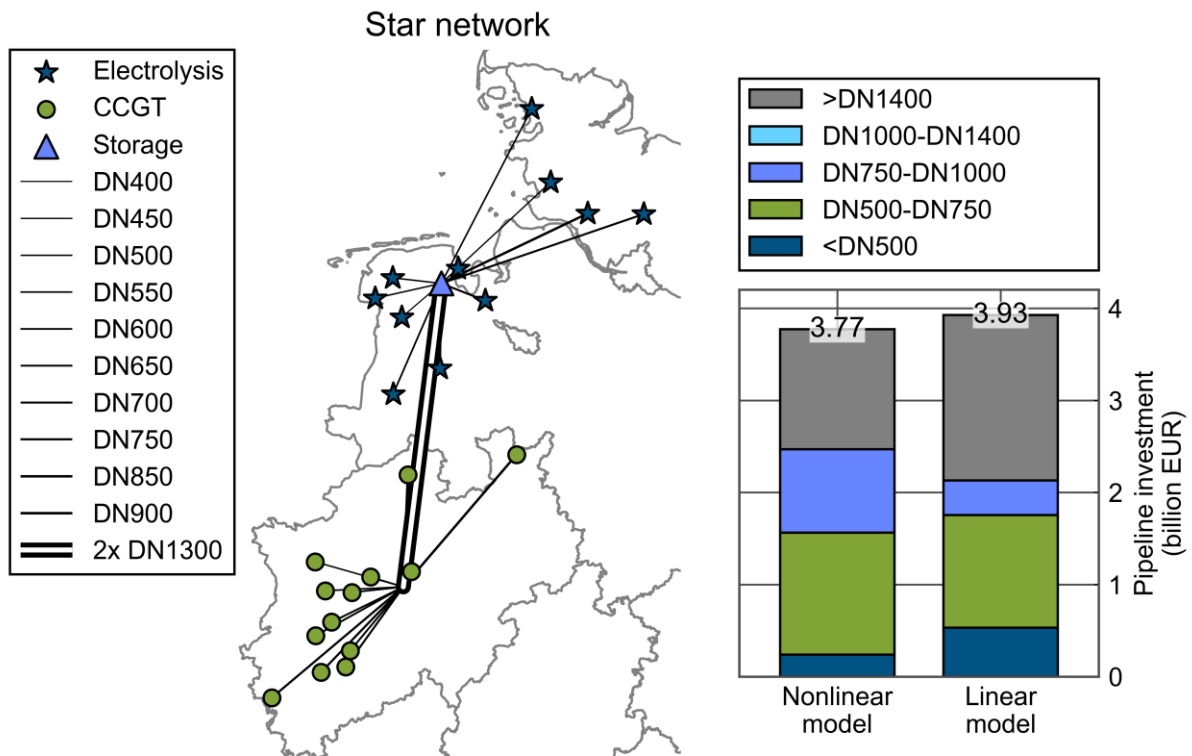 Star network
Electrolysis
CCGT
Storage
DN400
DN450
DN500
DN550
DN600
DN650
DN700
DN750
DN850
DN900
2x DN1300
>DN1400
DN1000-DN1400
DN750-DN1000
DN500-DN750
<DN500
3.77
3.93
4
3
2
1
0
Pipeline investment
(billion EUR)
Nonlinear
model
Linear
model